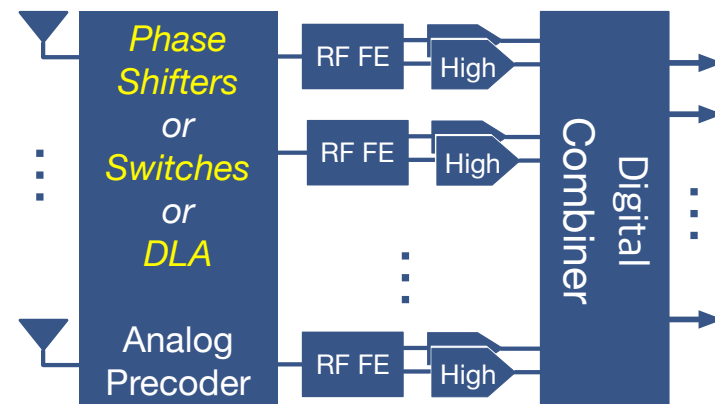 Phase
Shifters
or
Switches
or
DLA
Analog
Precoder
RF FE
High
RF FE
High
RF FE
High
Digital
Combiner